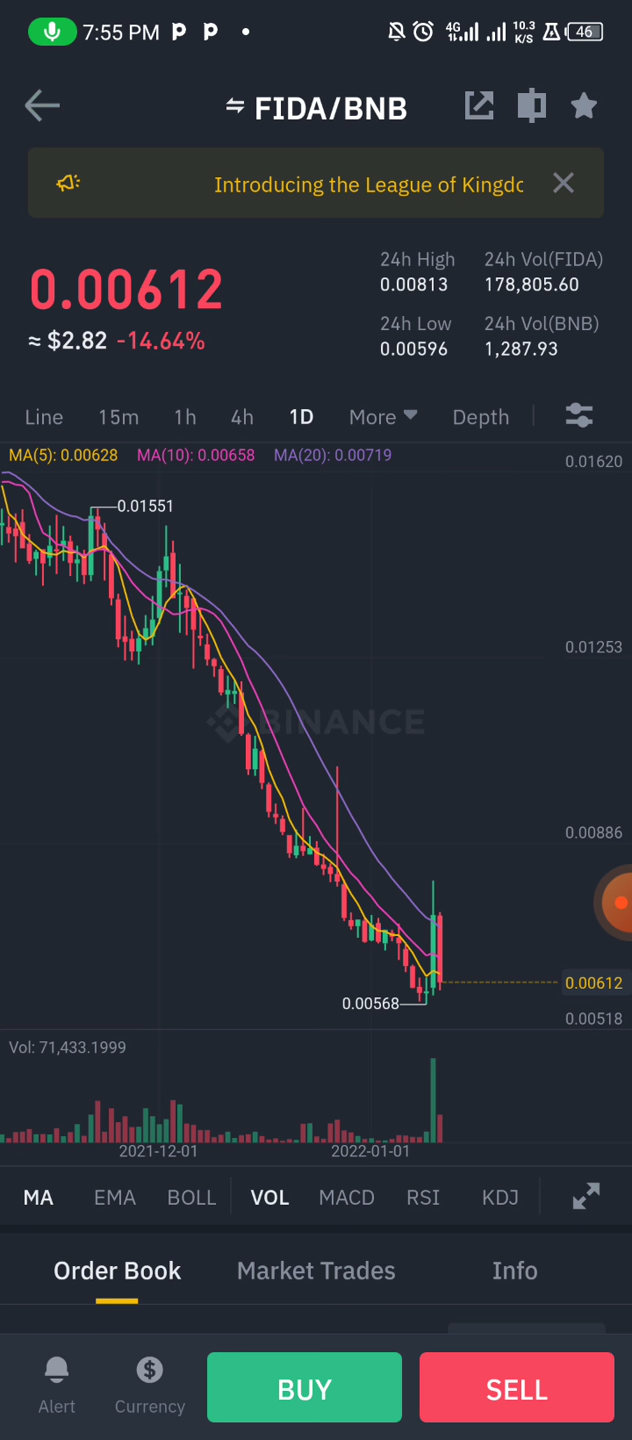 7:55 PM
4G
10.3 K/S
46
FIDA/BNB
Introducing the League of Kingdo
0.00612
≈ $2.82 -14.64%
24h High
0.00813
24h Vol(FIDA)
178,805.60
24h Low
0.00596
24h Vol(BNB)
1,287.93
Line 15m 1h 4h 1D More Depth
MA(5): 0.00628 MA(10): 0.00658 MA(20): 0.00719
0.01620
0.01551
0.01253
BINANCE
0.00886
0.00612
0.00568
0.00518
Vol: 71,433.1999
2021-12-01 2022-01-01
MA EMA BOLL VOL MACD RSI KDJ
Order Book Market Trades Info
Alert Currency BUY SELL